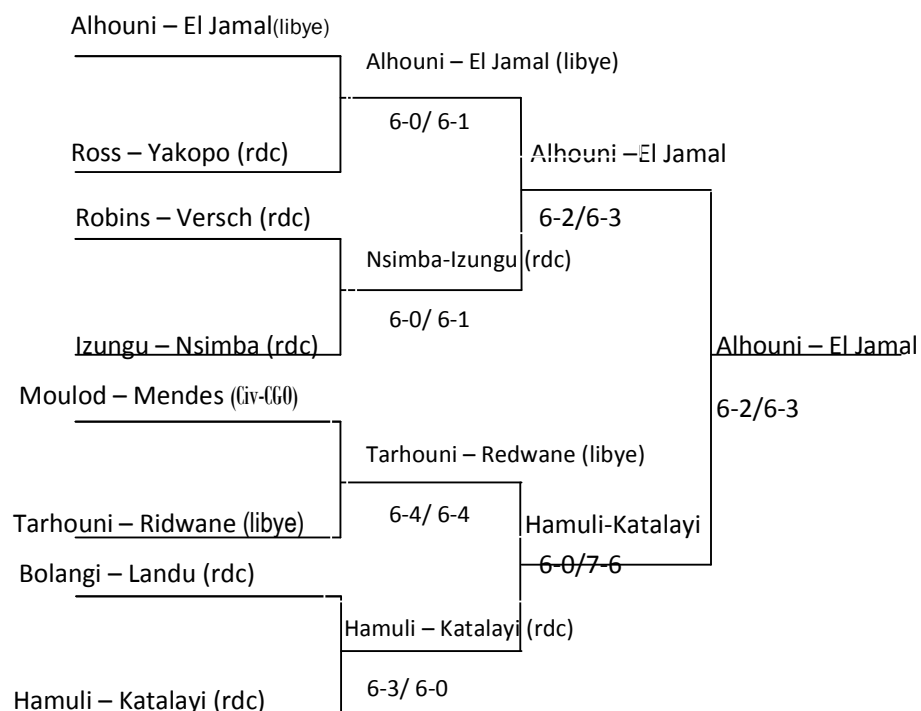 Alhouni – El Jamal(libye)
Alhouni – El Jamal (libye)
6-0/ 6-1
Ross – Yakopo (rdc)
Alhouni –El Jamal
Robins – Versch (rdc)
6-2/6-3
Nsimba-Izungu (rdc)
6-0/ 6-1
Izungu – Nsimba (rdc)
Alhouni – El Jamal
Moulod – Mendes (Civ-CGO)
6-2/6-3
Tarhouni – Redwane (libye)
6-4/ 6-4
Tarhouni – Ridwane (libye)
Hamuli-Katalayi
6-0/7-6
Bolangi – Landu (rdc)
Hamuli – Katalayi (rdc)
6-3/ 6-0
Hamuli – Katalayi (rdc)